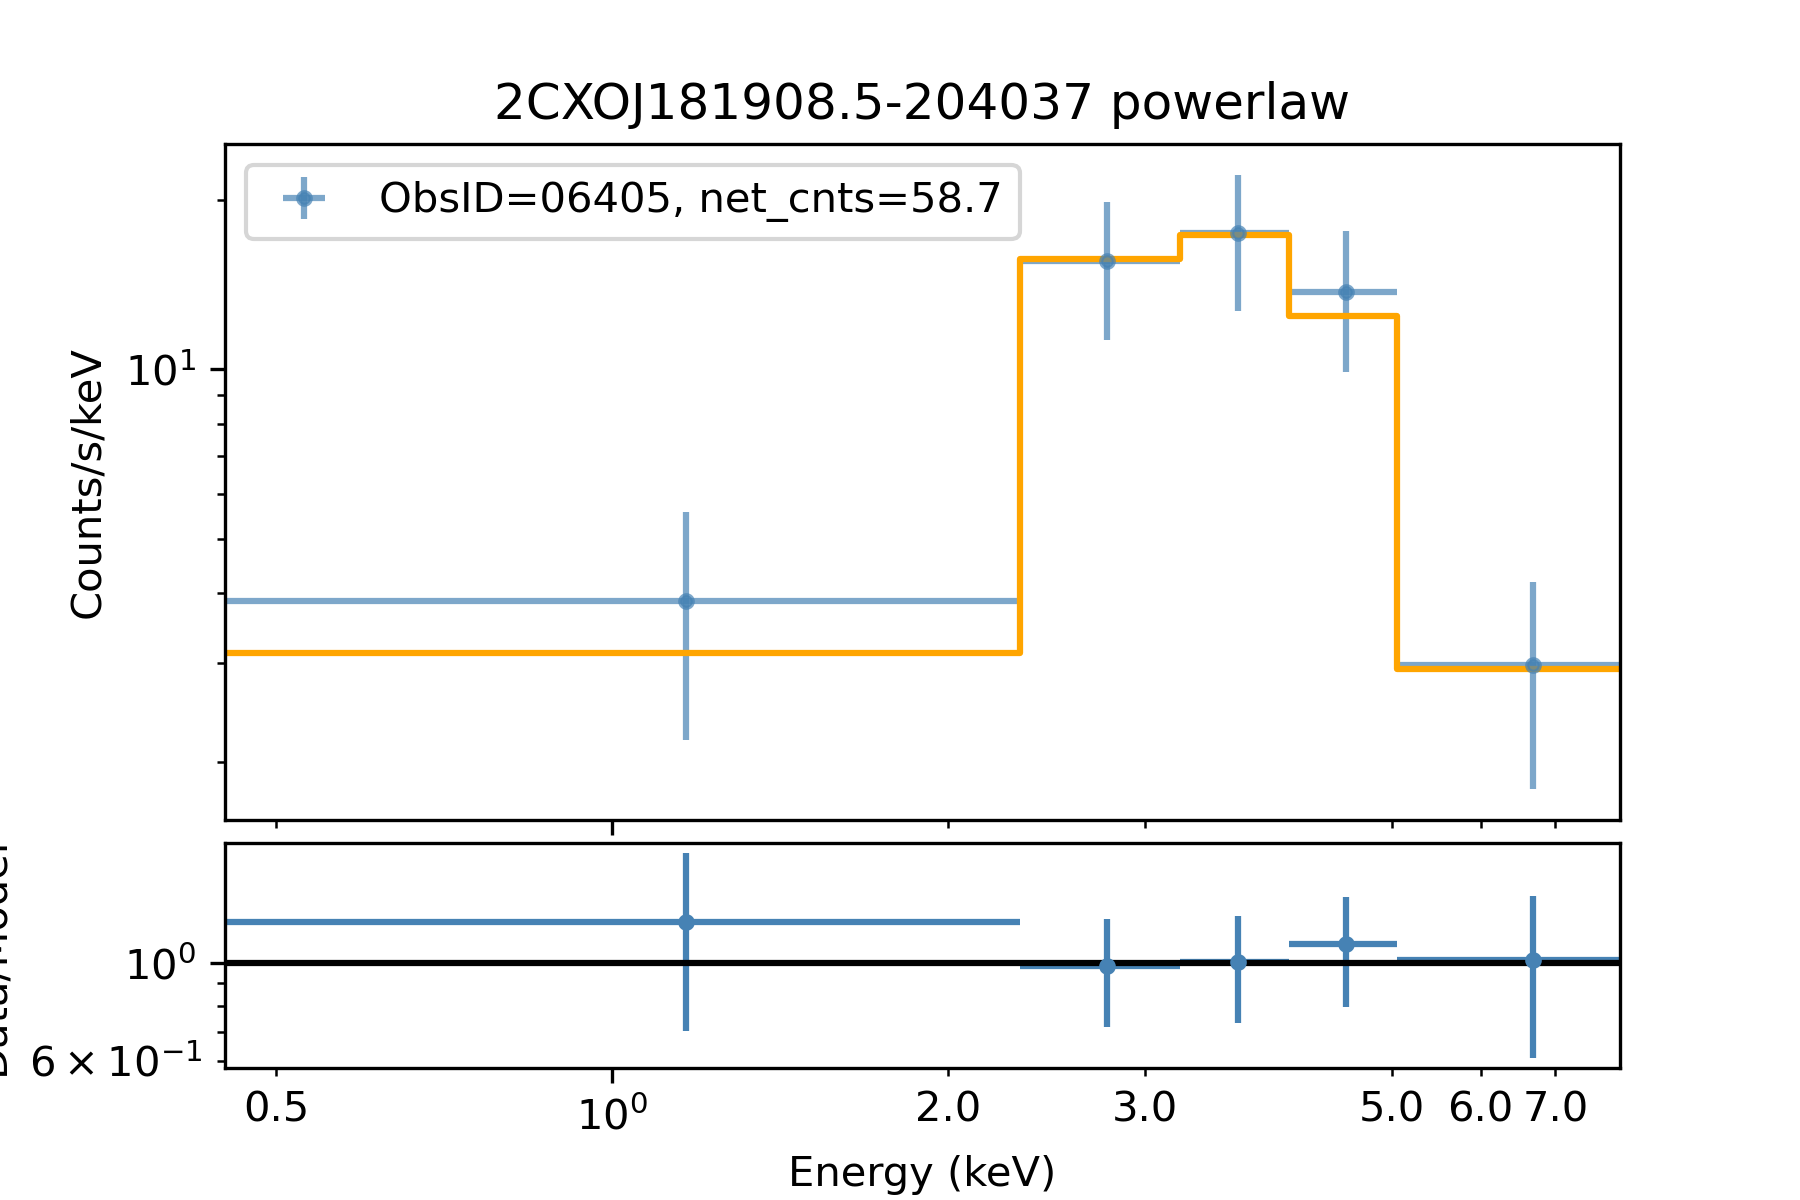 2CXOJ181908.5-204037 powerlaw
ObsID=06405, net_cnts=58.7
Counts/s/keV
10¹
10⁰
6 × 10⁻¹
0.5
10⁰
2.0
3.0
5.0
6.0
7.0
Energy (keV)